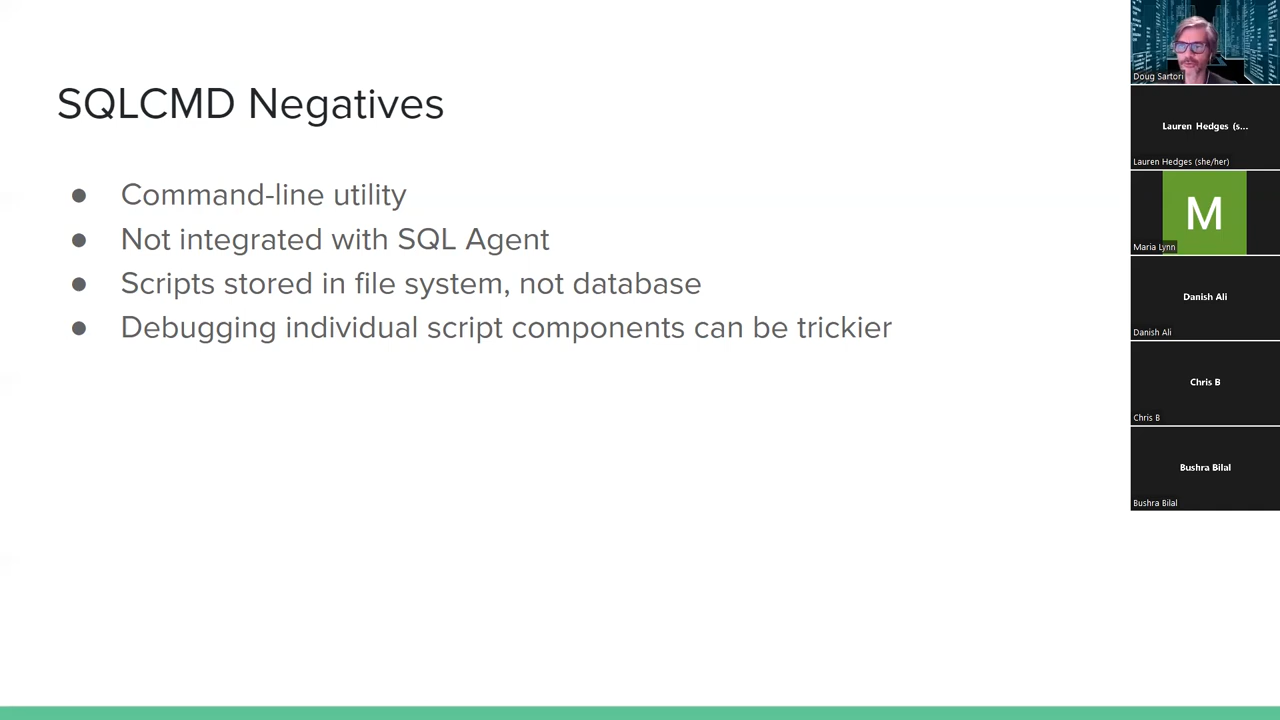 SQLCMD Negatives
● Command-line utility
● Not integrated with SQL Agent
● Scripts stored in file system, not database
● Debugging individual script components can be trickier
Doug Sartori
Lauren Hedges (s...
Lauren Hedges (she/her)
M
Maria Lynn
Danish Ali
Danish Ali
Chris B
Chris B
Bushra Bilal
Bushra Bilal